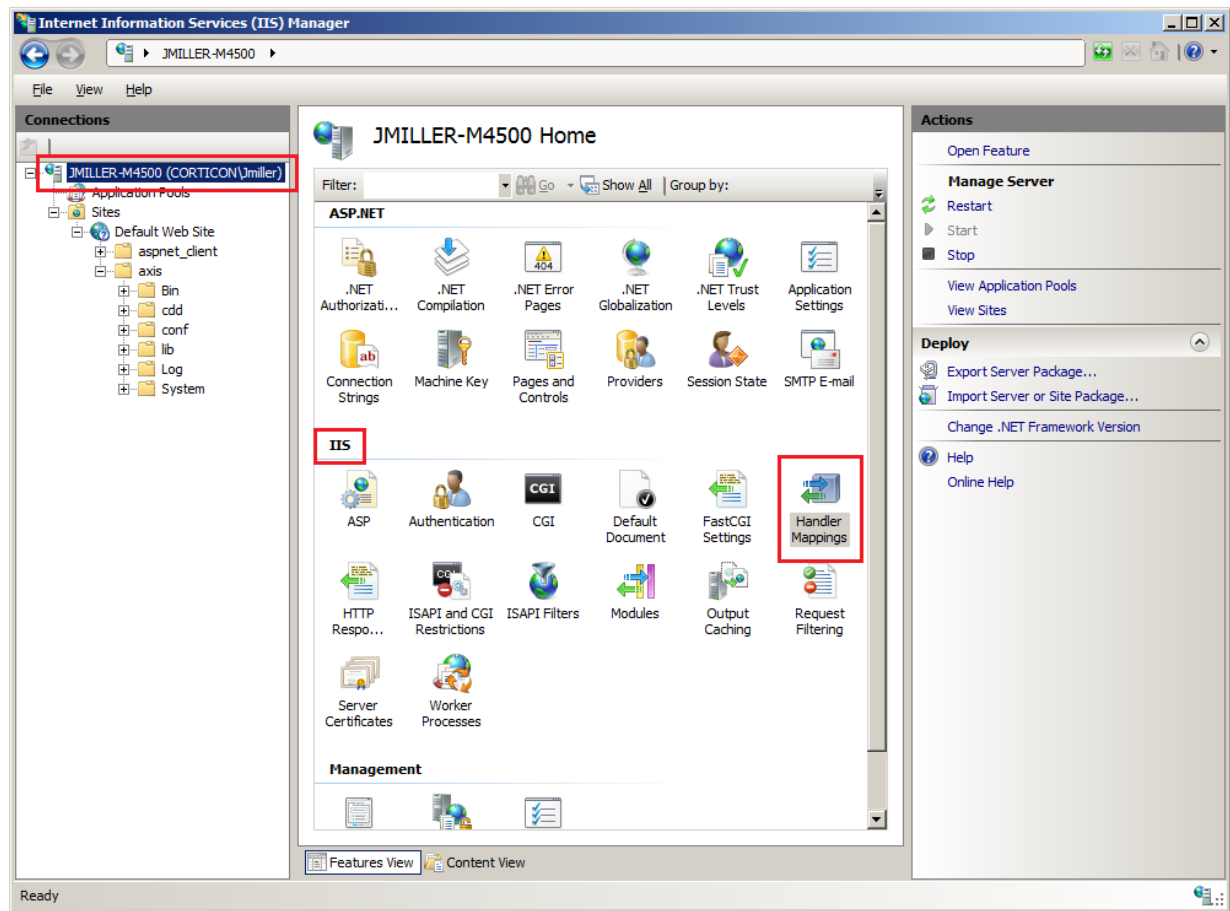 Internet Information Services (IIS) Manager
JMILLER-M4500
File View Help
Connections
JMILLER-M4500 (CORTICON\Jmiller)
Application Pools
Sites
Default Web Site
aspnet_client
axis
Bin
cdd
conf
lib
Log
System
JMILLER-M4500 Home
Filter: Go Show All Group by:
ASP.NET
.NET Authorizati...
.NET Compilation
.NET Error Pages
.NET Globalization
.NET Trust Levels
Application Settings
404
ab
Connection Strings
Machine Key
Pages and Controls
Providers
Session State
SMTP E-mail
IIS
CGI
ASP
Authentication
CGI
Default Document
FastCGI Settings
Handler Mappings
HTTP Respo...
ISAPI and CGI Restrictions
ISAPI Filters
Modules
Output Caching
Request Filtering
Server Certificates
Worker Processes
Management
Features View Content View
Actions
Open Feature
Manage Server
Restart
Start
Stop
View Application Pools
View Sites
Deploy
Export Server Package...
Import Server or Site Package...
Change .NET Framework Version
Help
Online Help
Ready